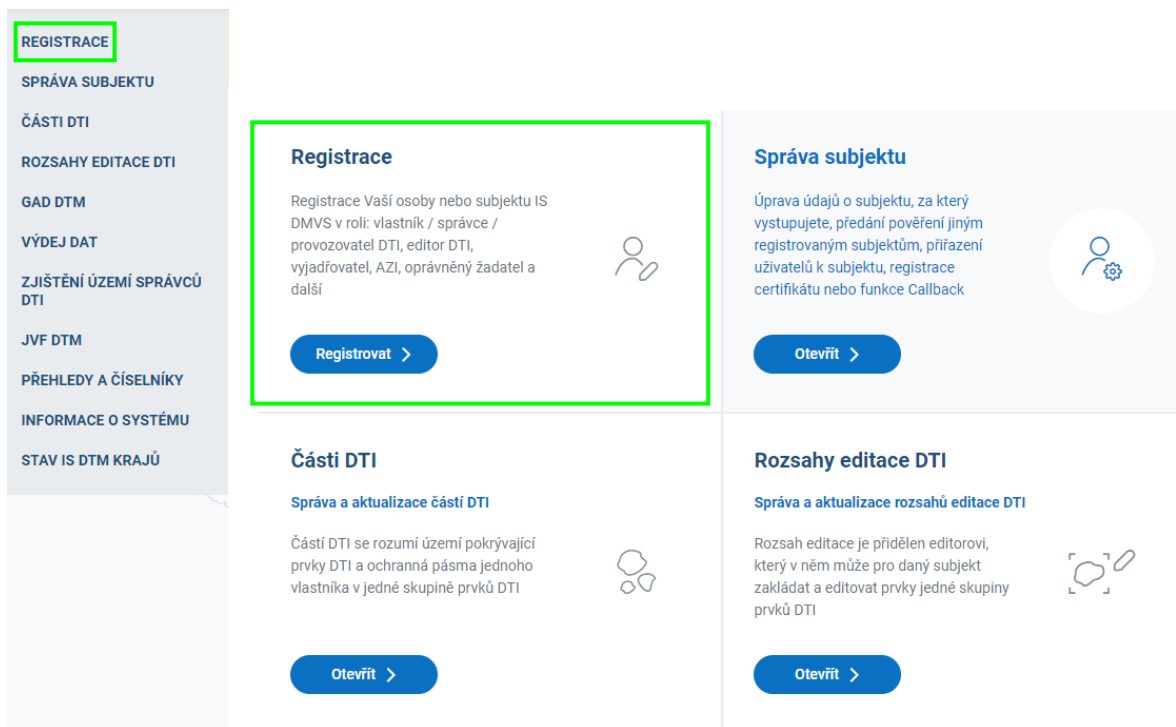 REGISTRACE
SPRÁVA SUBJEKTU
ČÁSTI DTI
ROZSAHY EDITACE DTI
GAD DTM
VÝDEJ DAT
ZJIŠTĚNÍ ÚZEMÍ SPRÁVCŮ
DTI
JVF DTM
PŘEHLEDY A ČÍSELNÍKY
INFORMACE O SYSTÉMU
STAV IS DTM KRAJŮ
Registrace
Registrace Vaší osoby nebo subjektu IS
DMVS v roli: vlastník / správce /
provozovatel DTI, editor DTI,
vyjadřovatel, AZI, oprávněný žadatel a
další
Registrovat
Správa subjektu
Úprava údajů o subjektu, za který
vystupujete, předání pověření jiným
registrovaným subjektům, přiřazení
uživatelů k subjektu, registrace
certifikátu nebo funkce Callback
Otevřít
Části DTI
Správa a aktualizace částí DTI
Částí DTI se rozumí území pokrývající
prvky DTI a ochranná pásma jednoho
vlastníka v jedné skupině prvků DTI
Otevřít
Rozsahy editace DTI
Správa a aktualizace rozsahů editace DTI
Rozsah editace je přidělen editorovi,
který v něm může pro daný subjekt
zakládat a editovat prvky jedné skupiny
prvků DTI
Otevřít